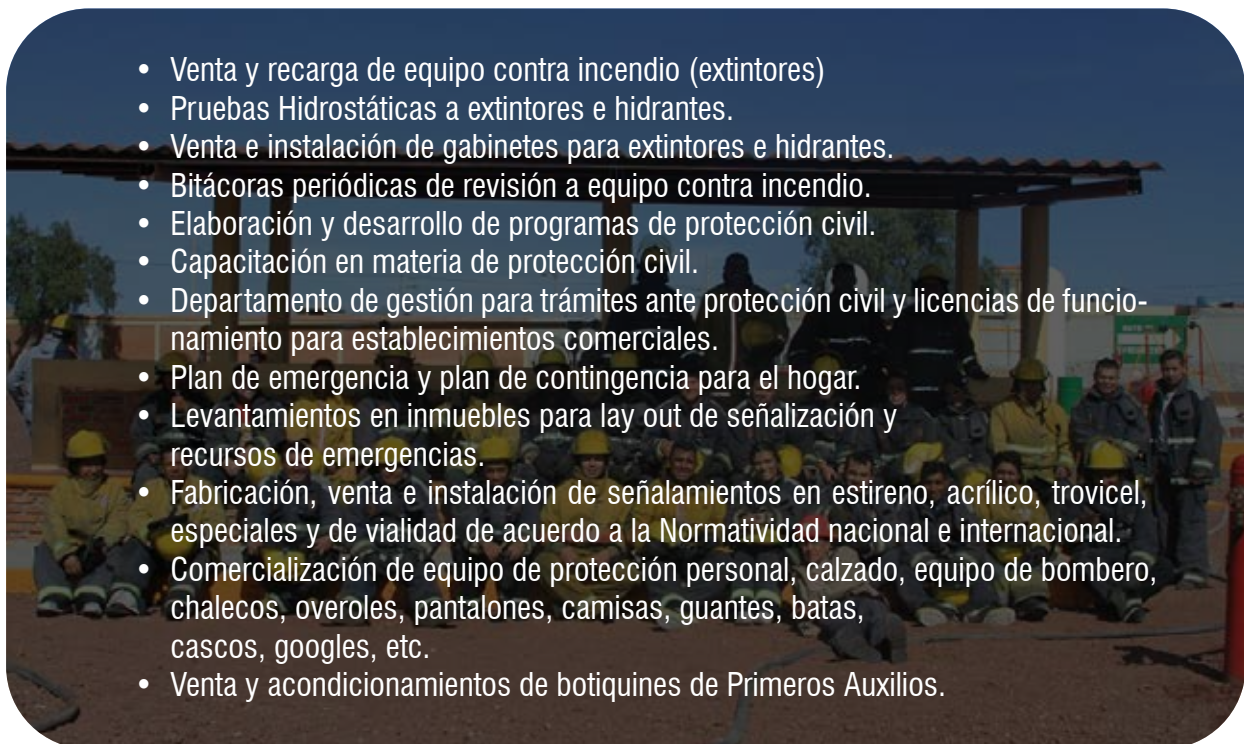 • Venta y recarga de equipo contra incendio (extintores)
• Pruebas Hidrostáticas a extintores e hidrantes.
• Venta e instalación de gabinetes para extintores e hidrantes.
• Bitácoras periódicas de revisión a equipo contra incendio.
• Elaboración y desarrollo de programas de protección civil.
• Capacitación en materia de protección civil.
• Departamento de gestión para trámites ante protección civil y licencias de funcio-
namiento para establecimientos comerciales.
• Plan de emergencia y plan de contingencia para el hogar.
• Levantamientos en inmuebles para lay out de señalización y
recursos de emergencias.
• Fabricación, venta e instalación de señalamientos en estireno, acrílico, trovicel,
especiales y de vialidad de acuerdo a la Normatividad nacional e internacional.
• Comercialización de equipo de protección personal, calzado, equipo de bombero,
chalecos, overoles, pantalones, camisas, guantes, batas,
cascos, googles, etc.
• Venta y acondicionamientos de botiquines de Primeros Auxilios.